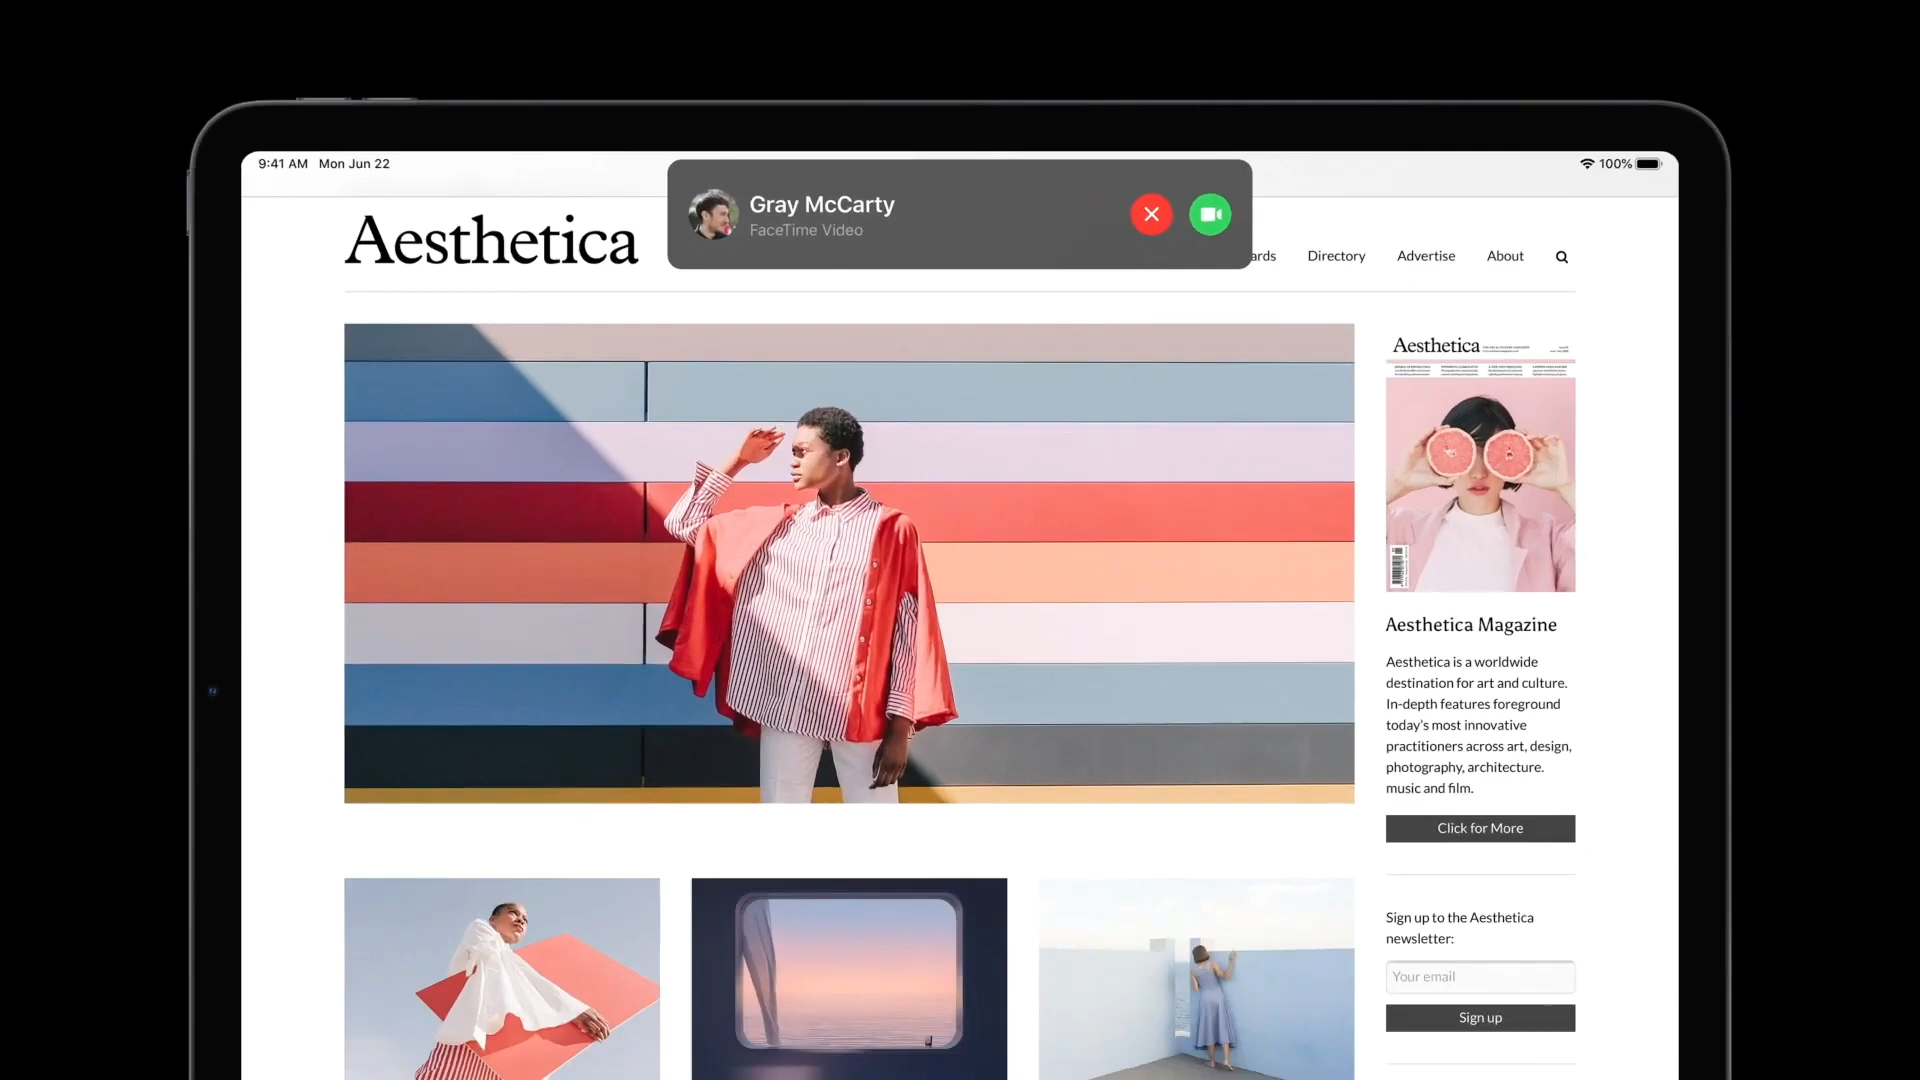 9:41 AM Mon Jun 22
100%
Gray McCarty
FaceTime Video
Aesthetica
ards Directory Advertise About
Aesthetica
Aesthetica Magazine
Aesthetica is a worldwide
destination for art and culture.
In-depth features foreground
today's most innovative
practitioners across art, design,
photography, architecture.
music and film.
Click for More
Sign up to the Aesthetica
newsletter:
Your email
Sign up